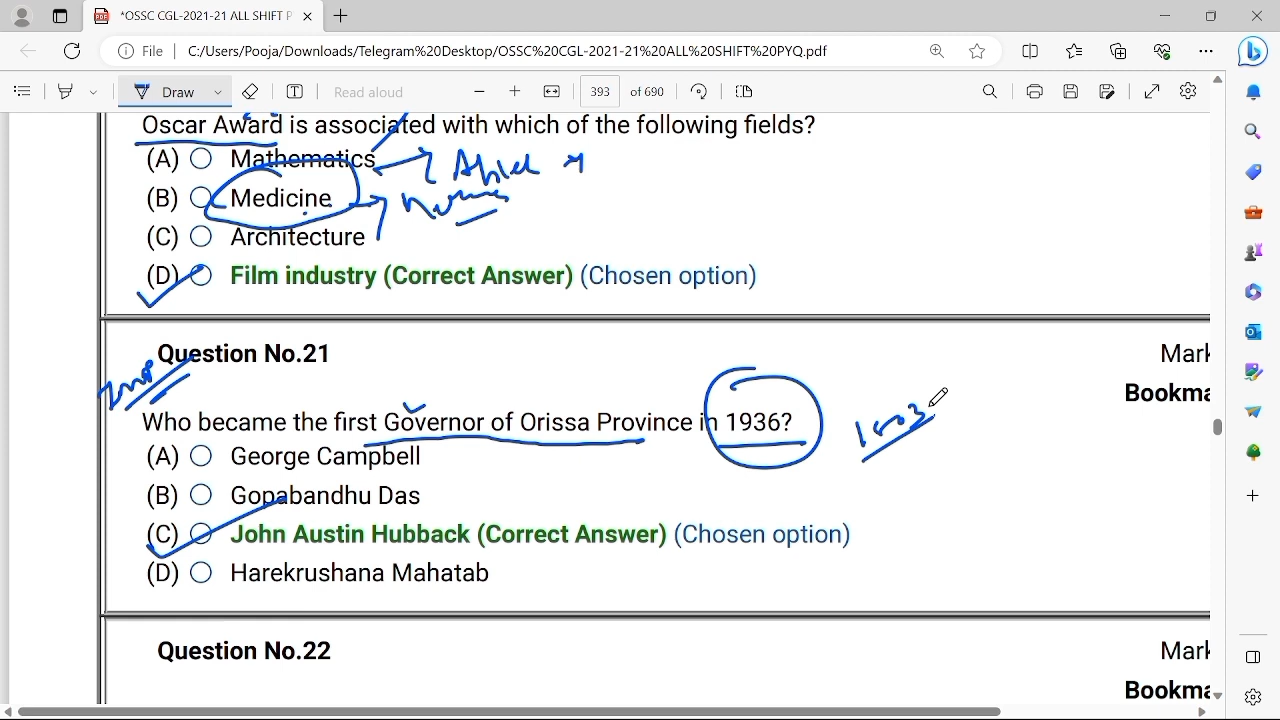 *OSSC CGL-2021-21 ALL SHIFT P
File C:/Users/Pooja/Downloads/Telegram%20Desktop/OSSC%20CGL-2021-21%20ALL%20SHIFT%20PYQ.pdf
Draw Read aloud 393 of 690
Oscar Award is associated with which of the following fields?
(A) Mathematics
(B) Medicine
(C) Architecture
(D) Film industry (Correct Answer) (Chosen option)
Question No.21 Mark
Imp Bookma
Who became the first Governor of Orissa Province in 1936? 1803
(A) George Campbell
(B) Gopabandhu Das
(C) John Austin Hubback (Correct Answer) (Chosen option)
(D) Harekrushana Mahatab
Question No.22 Mark
Bookma